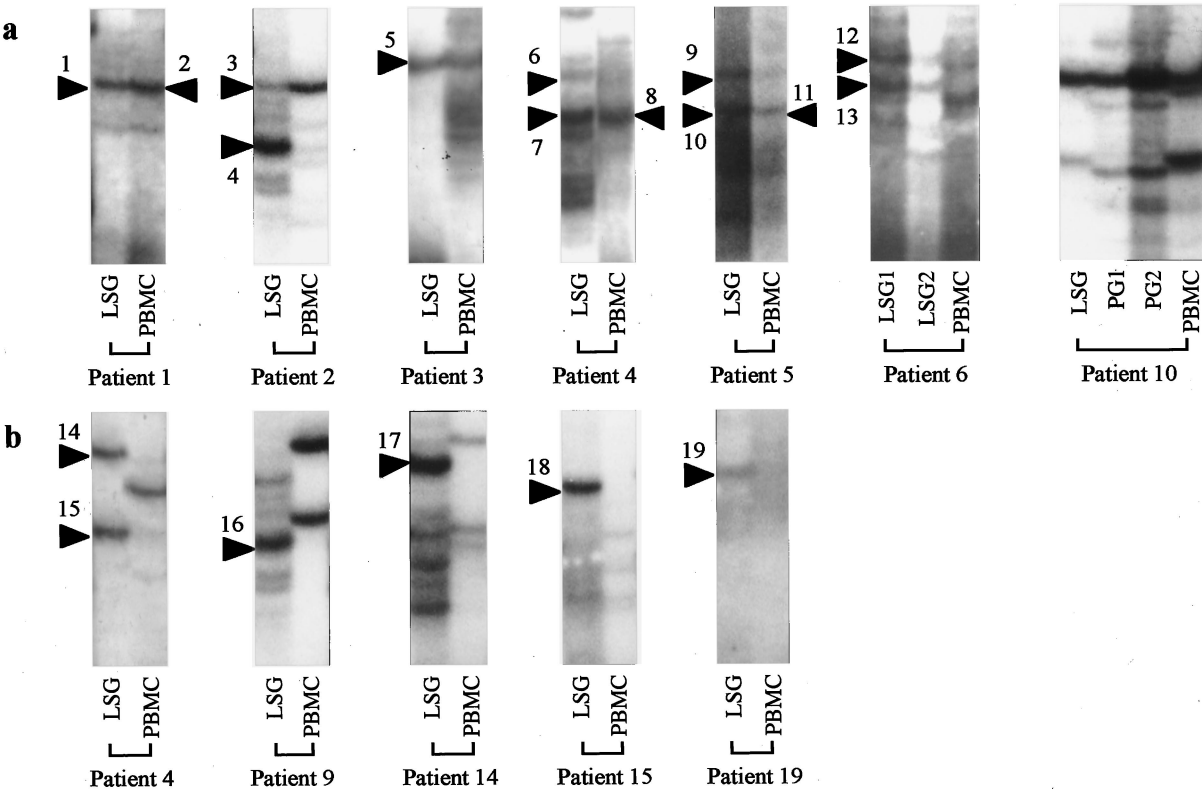 a
1 2 3 4 5 6 7 8 9 10 11 12 13
LSG PBMC LSG PBMC LSG PBMC LSG PBMC LSG PBMC LSG1 LSG2 PBMC LSG PG1 PG2 PBMC
Patient 1 Patient 2 Patient 3 Patient 4 Patient 5 Patient 6 Patient 10
b
14 15 16 17 18 19
LSG PBMC LSG PBMC LSG PBMC LSG PBMC LSG PBMC
Patient 4 Patient 9 Patient 14 Patient 15 Patient 19